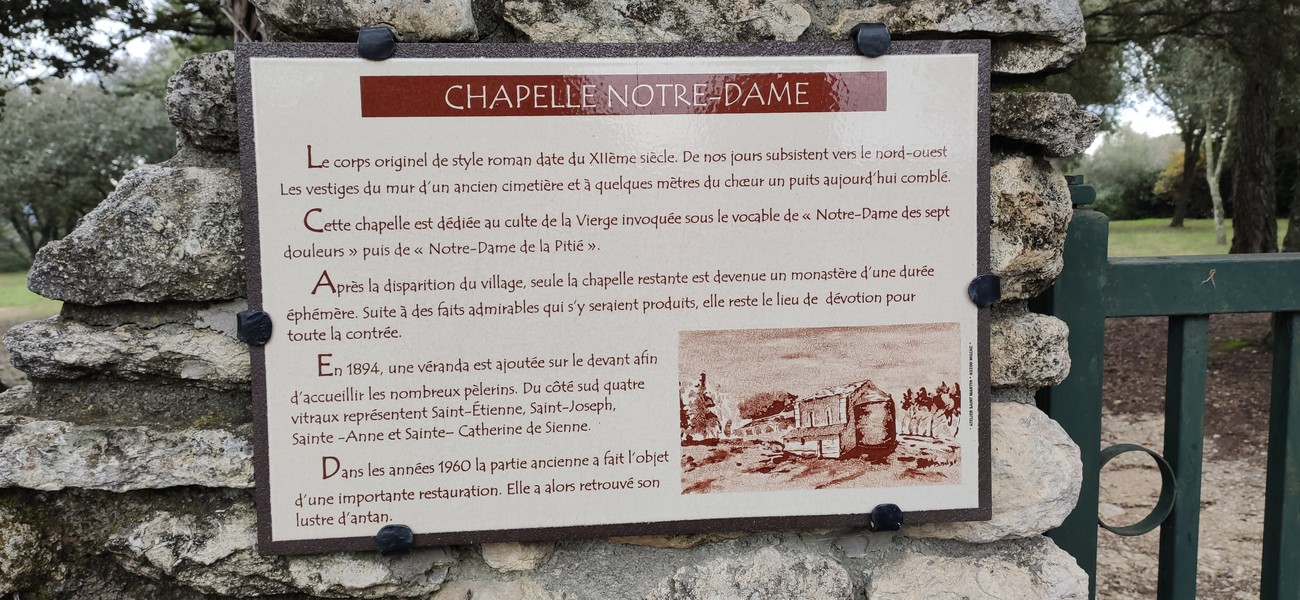 CHAPELLE NOTRE-DAME
Le corps originel de style roman date du XIIème siècle. De nos jours subsistent vers le nord-ouest
Les vestiges du mur d'un ancien cimetière et à quelques mètres du chœur un puits aujourd'hui comblé.
Cette chapelle est dédiée au culte de la Vierge invoquée sous le vocable de « Notre-Dame des sept
douleurs » puis de « Notre-Dame de la Pitié ».
Après la disparition du village, seule la chapelle restante est devenue un monastère d'une durée
éphémère. Suite à des faits admirables qui s'y seraient produits, elle reste le lieu de dévotion pour
toute la contrée.
En 1894, une véranda est ajoutée sur le devant afin
d'accueillir les nombreux pèlerins. Du côté sud quatre
vitraux représentent Saint-Étienne, Saint-Joseph,
Sainte -Anne et Sainte- Catherine de Sienne.
Dans les années 1960 la partie ancienne a fait l'objet
d'une importante restauration. Elle a alors retrouvé son
lustre d'antan.